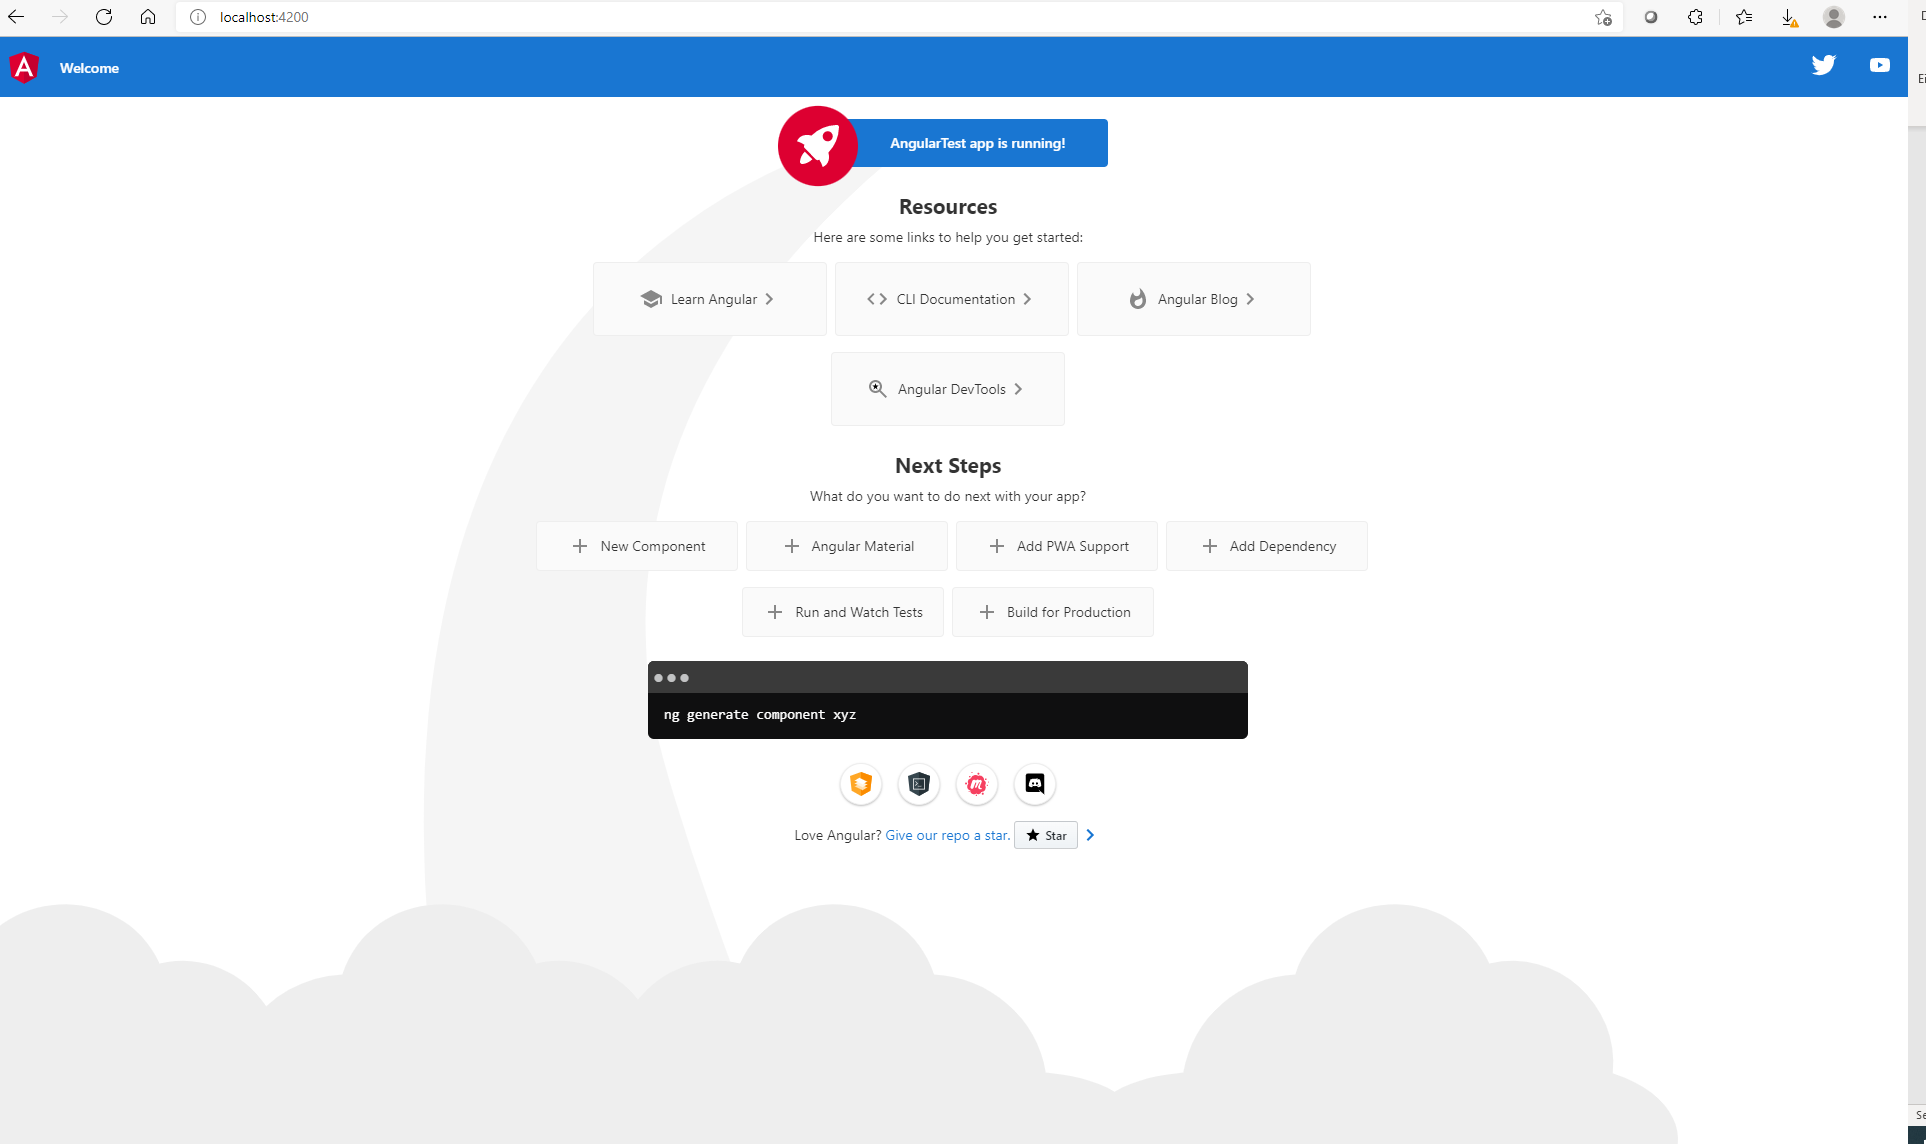 localhost:4200
Welcome
AngularTest app is running!
Resources
Here are some links to help you get started:
Learn Angular
CLI Documentation
Angular Blog
Angular DevTools
Next Steps
What do you want to do next with your app?
New Component
Angular Material
Add PWA Support
Add Dependency
Run and Watch Tests
Build for Production
ng generate component xyz
Love Angular? Give our repo a star. Star